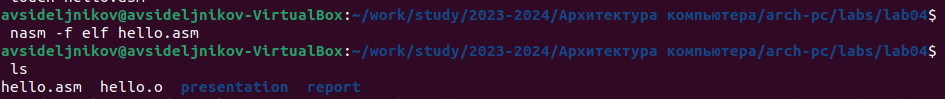 avsideljnikov@avsideljnikov-VirtualBox:~/work/study/2023-2024/Архитектура компьютера/arch-pc/labs/lab04$
nasm -f elf hello.asm
avsideljnikov@avsideljnikov-VirtualBox:~/work/study/2023-2024/Архитектура компьютера/arch-pc/labs/lab04$
ls
hello.asm  hello.o  presentation  report